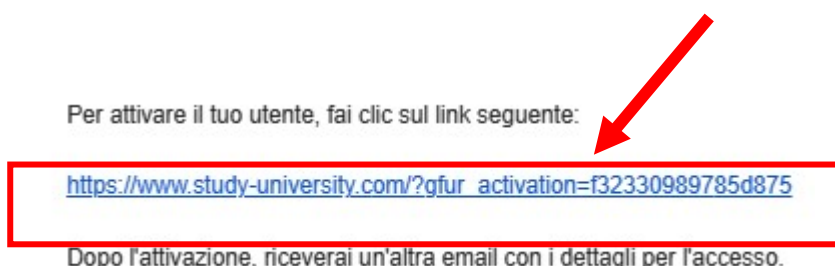 Per attivare il tuo utente, fai clic sul link seguente:
https://www.study-university.com/?gfur_activation=f32330989785d875
Dopo l'attivazione, riceverai un'altra email con i dettagli per l'accesso.